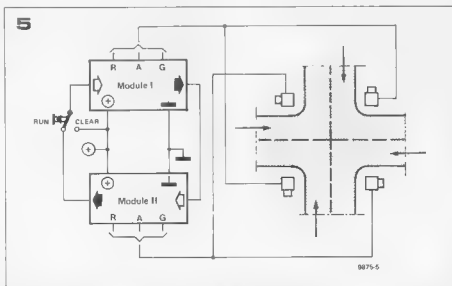 5
R A G
Module I
RUN
CLEAR
Module II
R A G
9875-5